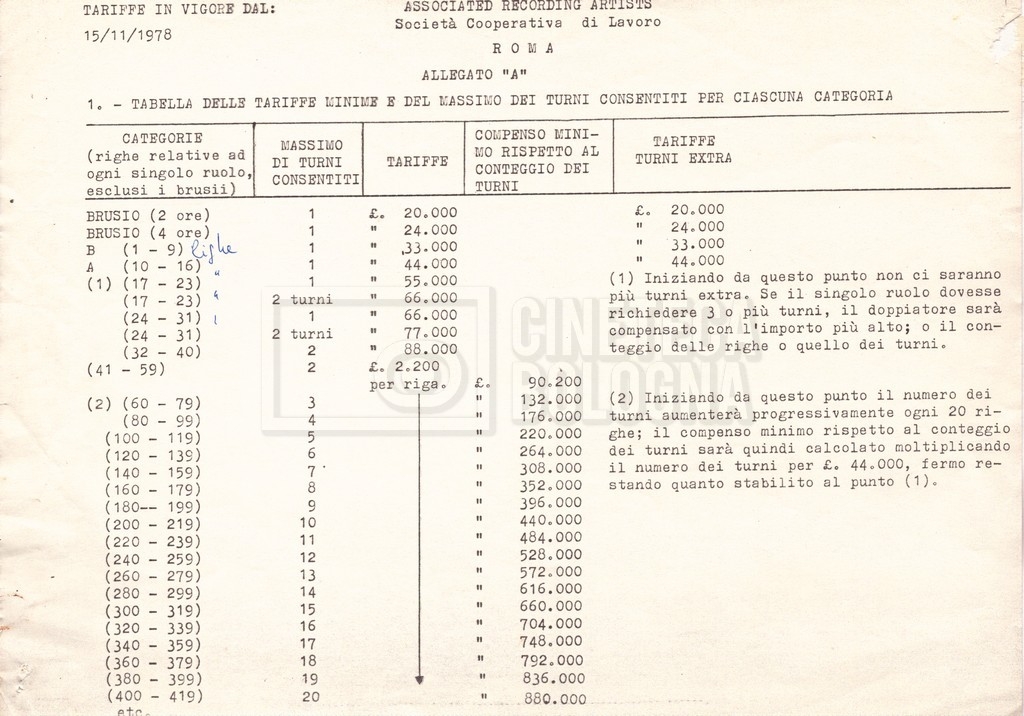 TARIFFE IN VIGORE DAL:
15/11/1978
ASSOCIATED RECORDING ARTISTS
Società Cooperativa di Lavoro
R O M A
ALLEGATO "A"
1. - TABELLA DELLE TARIFFE MINIME E DEL MASSIMO DEI TURNI CONSENTITI PER CIASCUNA CATEGORIA
CATEGORIE
(righe relative ad
ogni singolo ruolo,
esclusi i brusii)
MASSIMO
DI TURNI
CONSENTITI
TARIFFE
COMPENSO MINI-
MO RISPETTO AL
CONTEGGIO DEI
TURNI
TARIFFE
TURNI EXTRA
BRUSIO (2 ore) 1 £. 20.000 £. 20.000
BRUSIO (4 ore) 1 " 24.000 " 24.000
B (1 - 9) righe 1 " 33.000 " 33.000
A (10 - 16) " 1 " 44.000 " 44.000
(1) (17 - 23) " 1 " 55.000
(17 - 23) " 2 turni " 66.000
(24 - 31) 1 " 66.000
(24 - 31) 2 turni " 77.000
(32 - 40) 2 " 88.000
(41 - 59) 2 £. 2.200
per riga. £. 90.200
(2) (60 - 79) 3 " 132.000
(80 - 99) 4 " 176.000
(100 - 119) 5 " 220.000
(120 - 139) 6 " 264.000
(140 - 159) 7 " 308.000
(160 - 179) 8 " 352.000
(180-- 199) 9 " 396.000
(200 - 219) 10 " 440.000
(220 - 239) 11 " 484.000
(240 - 259) 12 " 528.000
(260 - 279) 13 " 572.000
(280 - 299) 14 " 616.000
(300 - 319) 15 " 660.000
(320 - 339) 16 " 704.000
(340 - 359) 17 " 748.000
(360 - 379) 18 " 792.000
(380 - 399) 19 " 836.000
(400 - 419) 20 " 880.000
etc.
(1) Iniziando da questo punto non ci saranno
più turni extra. Se il singolo ruolo dovesse
richiedere 3 o più turni, il doppiatore sarà
compensato con l'importo più alto; o il con-
teggio delle righe o quello dei turni.
(2) Iniziando da questo punto il numero dei
turni aumenterà progressivamente ogni 20 ri-
ghe; il compenso minimo rispetto al conteggio
dei turni sarà quindi calcolato moltiplicando
il numero dei turni per £. 44.000, fermo re-
stando quanto stabilito al punto (1).
CINETECA
BOLOGNA